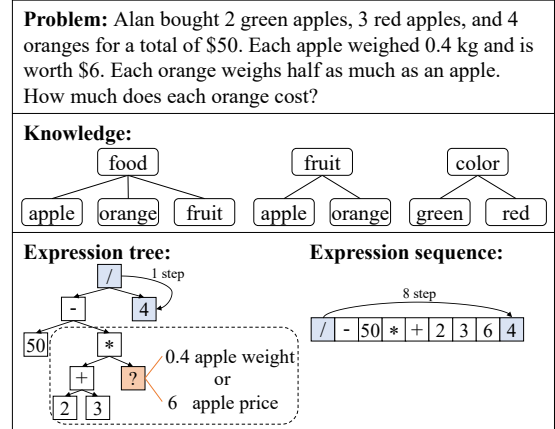 Problem: Alan bought 2 green apples, 3 red apples, and 4
oranges for a total of $50. Each apple weighed 0.4 kg and is
worth $6. Each orange weighs half as much as an apple.
How much does each orange cost?
Knowledge:
food fruit color
apple orange fruit apple orange green red
Expression tree: Expression sequence:
/ 1 step
- 4
8 step
/ - 50 * + 2 3 6 4
50 *
0.4 apple weight
+ ? or
6 apple price
2 3